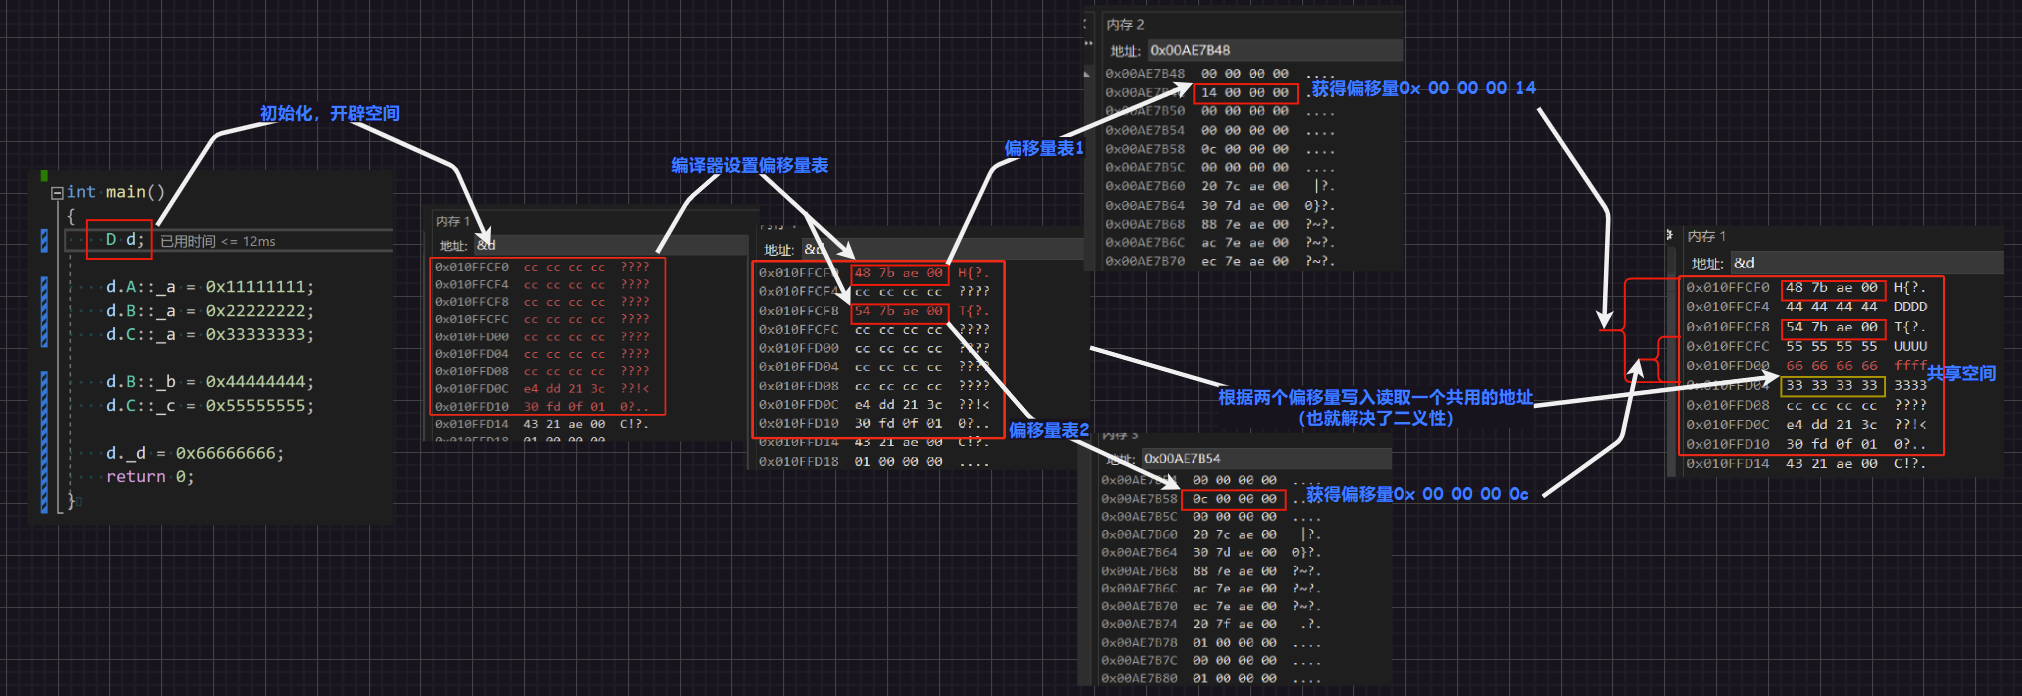 初始化，开辟空间
int main()
{
D d; 已用时间 <= 12ms
d.A::_a = 0x11111111;
d.B::_a = 0x22222222;
d.C::_a = 0x33333333;
d.B::_b = 0x44444444;
d.C::_c = 0x55555555;
d._d = 0x66666666;
return 0;
}
内存 1
地址: &d
0x010FFCF0 cc cc cc cc ????
0x010FFCF4 cc cc cc cc ????
0x010FFCF8 cc cc cc cc ????
0x010FFCFC cc cc cc cc ????
0x010FFD00 cc cc cc cc ????
0x010FFD04 cc cc cc cc ????
0x010FFD08 cc cc cc cc ????
0x010FFD0C e4 dd 21 3c ??!<
0x010FFD10 30 fd 0f 01 0?..
0x010FFD14 43 21 ae 00 C!?.
0x010FFD18 01 00 00 00
编译器设置偏移量表
地址: &d
0x010FFCF0 48 7b ae 00 H{?.
0x010FFCF4 cc cc cc cc ????
0x010FFCF8 54 7b ae 00 T{?.
0x010FFCFC cc cc cc cc ????
0x010FFD00 cc cc cc cc ????
0x010FFD04 cc cc cc cc ????
0x010FFD08 cc cc cc cc ????
0x010FFD0C e4 dd 21 3c ??!<
0x010FFD10 30 fd 0f 01 0?..
0x010FFD14 43 21 ae 00 C!?.
0x010FFD18 01 00 00 00 ....
偏移量表1
偏移量表2
内存 2
地址: 0x00AE7B48
0x00AE7B48 00 00 00 00 ....
14 00 00 00
0x00AE7B50 00 00 00 00 ....
0x00AE7B54 00 00 00 00 ....
0x00AE7B58 0c 00 00 00 ....
0x00AE7B5C 00 00 00 00 ....
0x00AE7B60 20 7c ae 00 |?.
0x00AE7B64 30 7d ae 00 0}?.
0x00AE7B68 88 7e ae 00 ?~?.
0x00AE7B6C ac 7e ae 00 ?~?.
0x00AE7B70 ec 7e ae 00 ?~?.
获得偏移量0x 00 00 00 14
内存 3
地址: 0x00AE7B54
00 00 00 00 ....
0x00AE7B58 0c 00 00 00
0x00AE7B5C 00 00 00 00 ....
0x00AE7B60 20 7c ae 00 |?.
0x00AE7B64 30 7d ae 00 0}?.
0x00AE7B68 88 7e ae 00 ?~?.
0x00AE7B6C ac 7e ae 00 ?~?.
0x00AE7B70 ec 7e ae 00 ?~?.
0x00AE7B74 20 7f ae 00 .?.
0x00AE7B78 01 00 00 00 ....
0x00AE7B7C 00 00 00 00 ....
0x00AE7B80 01 00 00 00 ....
获得偏移量0x 00 00 00 0c
根据两个偏移量写入读取一个共用的地址
(也就解决了二义性)
内存 1
地址: &d
0x010FFCF0 48 7b ae 00 H{?.
0x010FFCF4 44 44 44 44 DDDD
0x010FFCF8 54 7b ae 00 T{?.
0x010FFCFC 55 55 55 55 UUUU
0x010FFD00 66 66 66 66 ffff
0x010FFD04 33 33 33 33 3333
0x010FFD08 cc cc cc cc ????
0x010FFD0C e4 dd 21 3c ??!<
0x010FFD10 30 fd 0f 01 0?..
0x010FFD14 43 21 ae 00 C!?.
共享空间